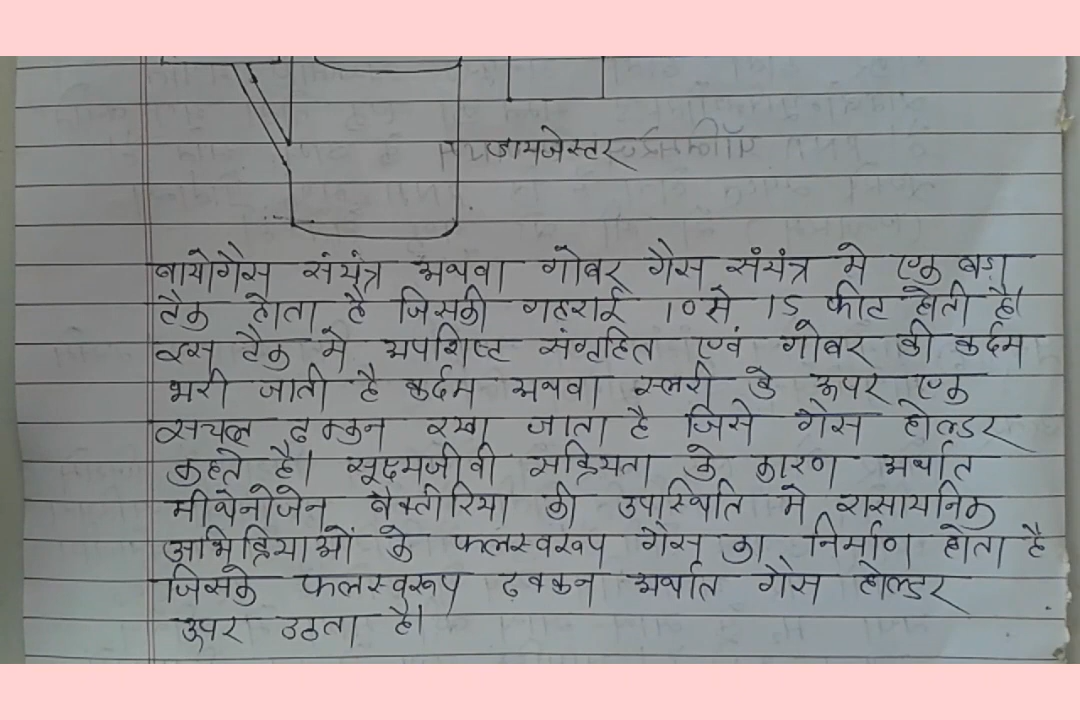 डायजेस्टर
बायोगैस संयंत्र अथवा गोबर गैस संयंत्र मे एक बड़ा
टैक होता है जिसकी गहराई 10 से 15 फीट होती है।
इस टैक मे अपशिष्ट संग्रहित एवं गोबर की कर्दम
भरी जाती है कर्दम अथवा स्लरी के ऊपर एक
सचल ढक्कन रखा जाता है जिसे गैस होल्डर
कहते है। सूक्ष्मजीवी सक्रियता के कारण अर्थात
मीथेनोजेन बैक्टीरिया की उपस्थिति मे रासायनिक
अभिक्रियाओं के फलस्वरूप गैस का निर्माण होता है
जिसके फलस्वरूप ढक्कन अर्थात गैस होल्डर
उपर उठता है।